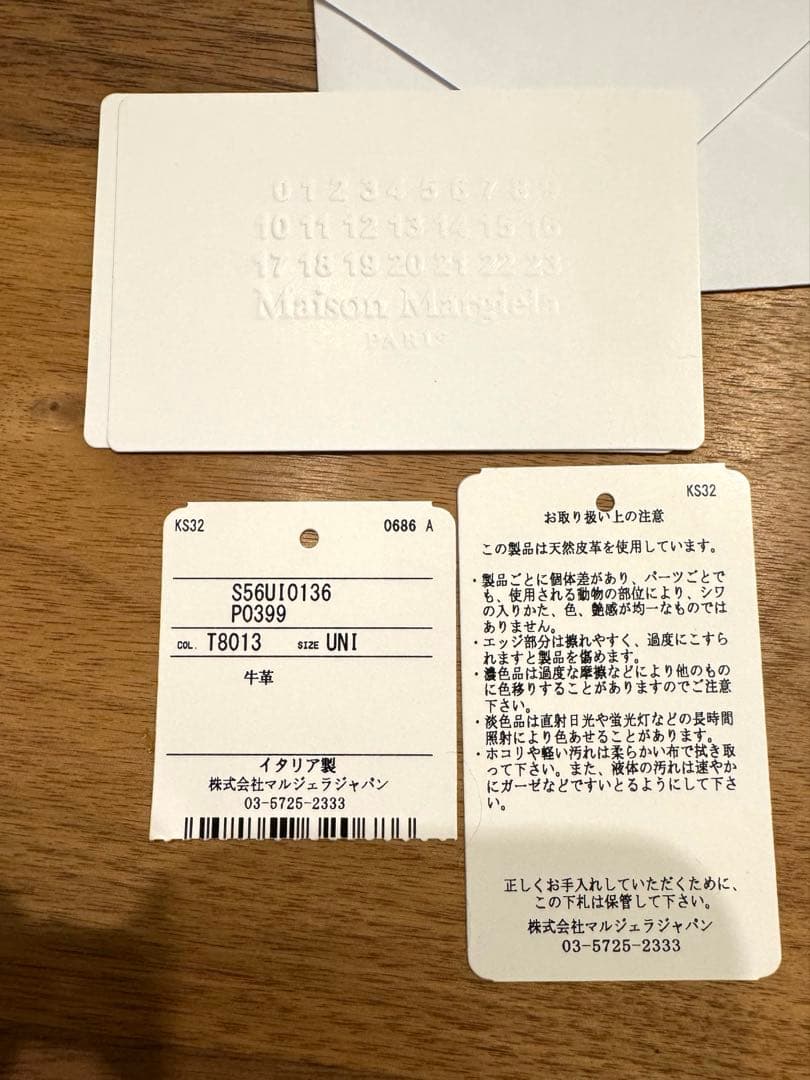 0 1 2 3 4 5 6 7 8 9
10 11 12 13 14 15 16
17 18 19 20 21 22 23
Maison Margiela
PARIS
KS32 0686 A
S56UI0136
P0399
COL. T8013 SIZE UNI
牛革
イタリア製
株式会社マルジェラジャパン
03-5725-2333
KS32
お取り扱い上の注意
この製品は天然皮革を使用しています。
・製品ごとに個体差があり、パーツごとで
も、使用される動物の部位により、シワ
の入りかた、色、艶感が均一なものでは
ありません。
・エッジ部分は擦れやすく、過度にこすら
れますと製品を傷めます。
・濃色品は過度な摩擦などにより他のもの
に色移りすることがありますのでご注意
下さい。
・淡色品は直射日光や蛍光灯などの長時間
照射により色あせることがあります。
・ホコリや軽い汚れは柔らかい布で拭き取
って下さい。また、液体の汚れは速やか
にガーゼなどですいとるようにして下さ
い。
正しくお手入れしていただくために、
この下札は保管して下さい。
株式会社マルジェラジャパン
03-5725-2333